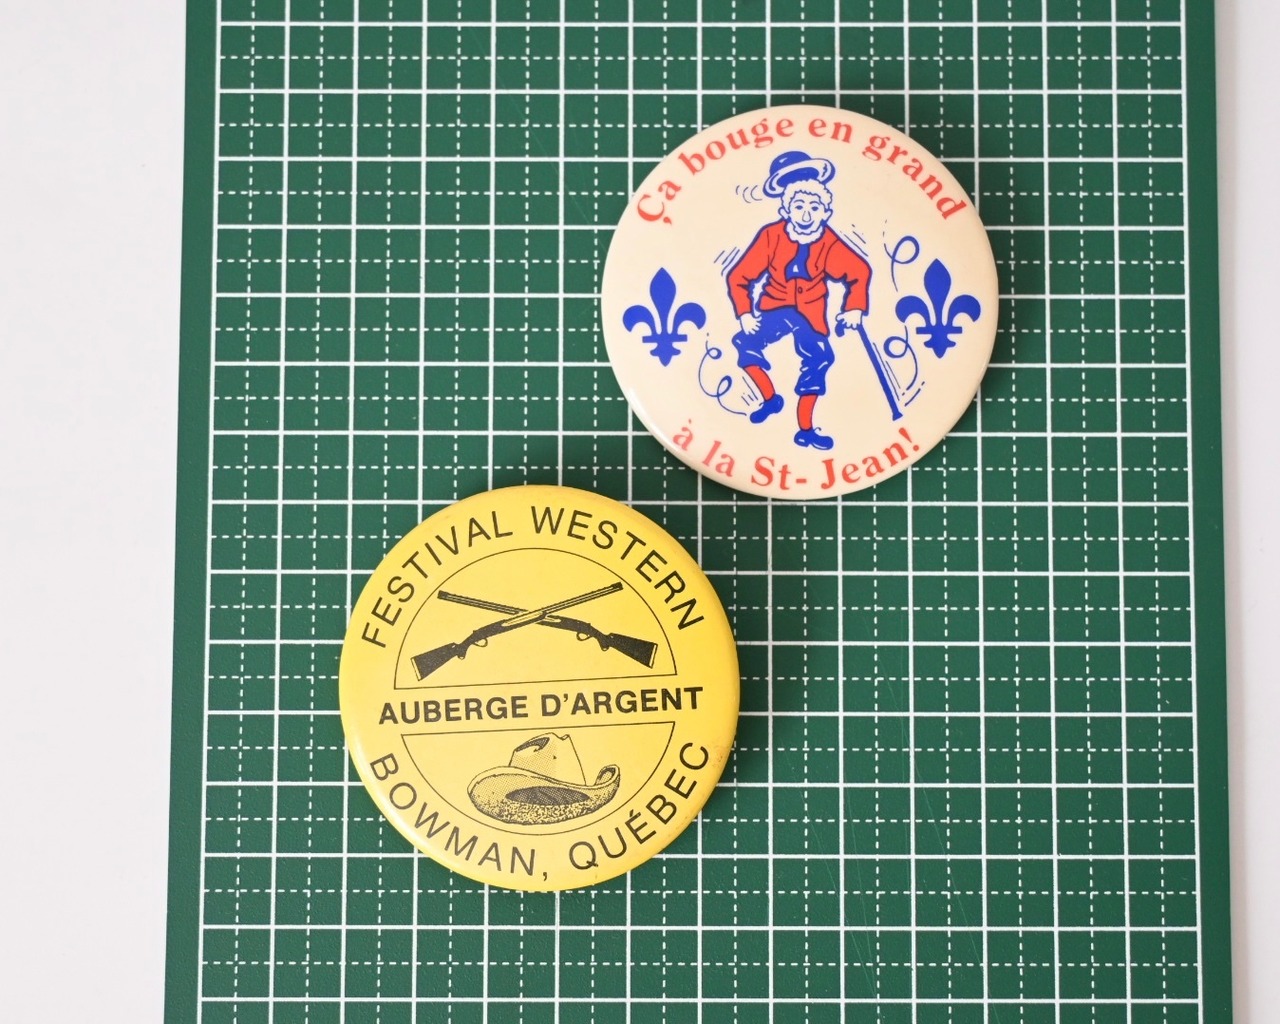 Ça bouge en grand
à la St- Jean!
FESTIVAL WESTERN
AUBERGE D'ARGENT
BOWMAN, QUÉBEC